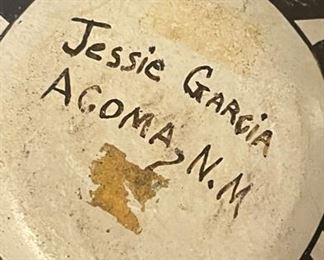 Jessie GARCIA
ACOMA, N.M